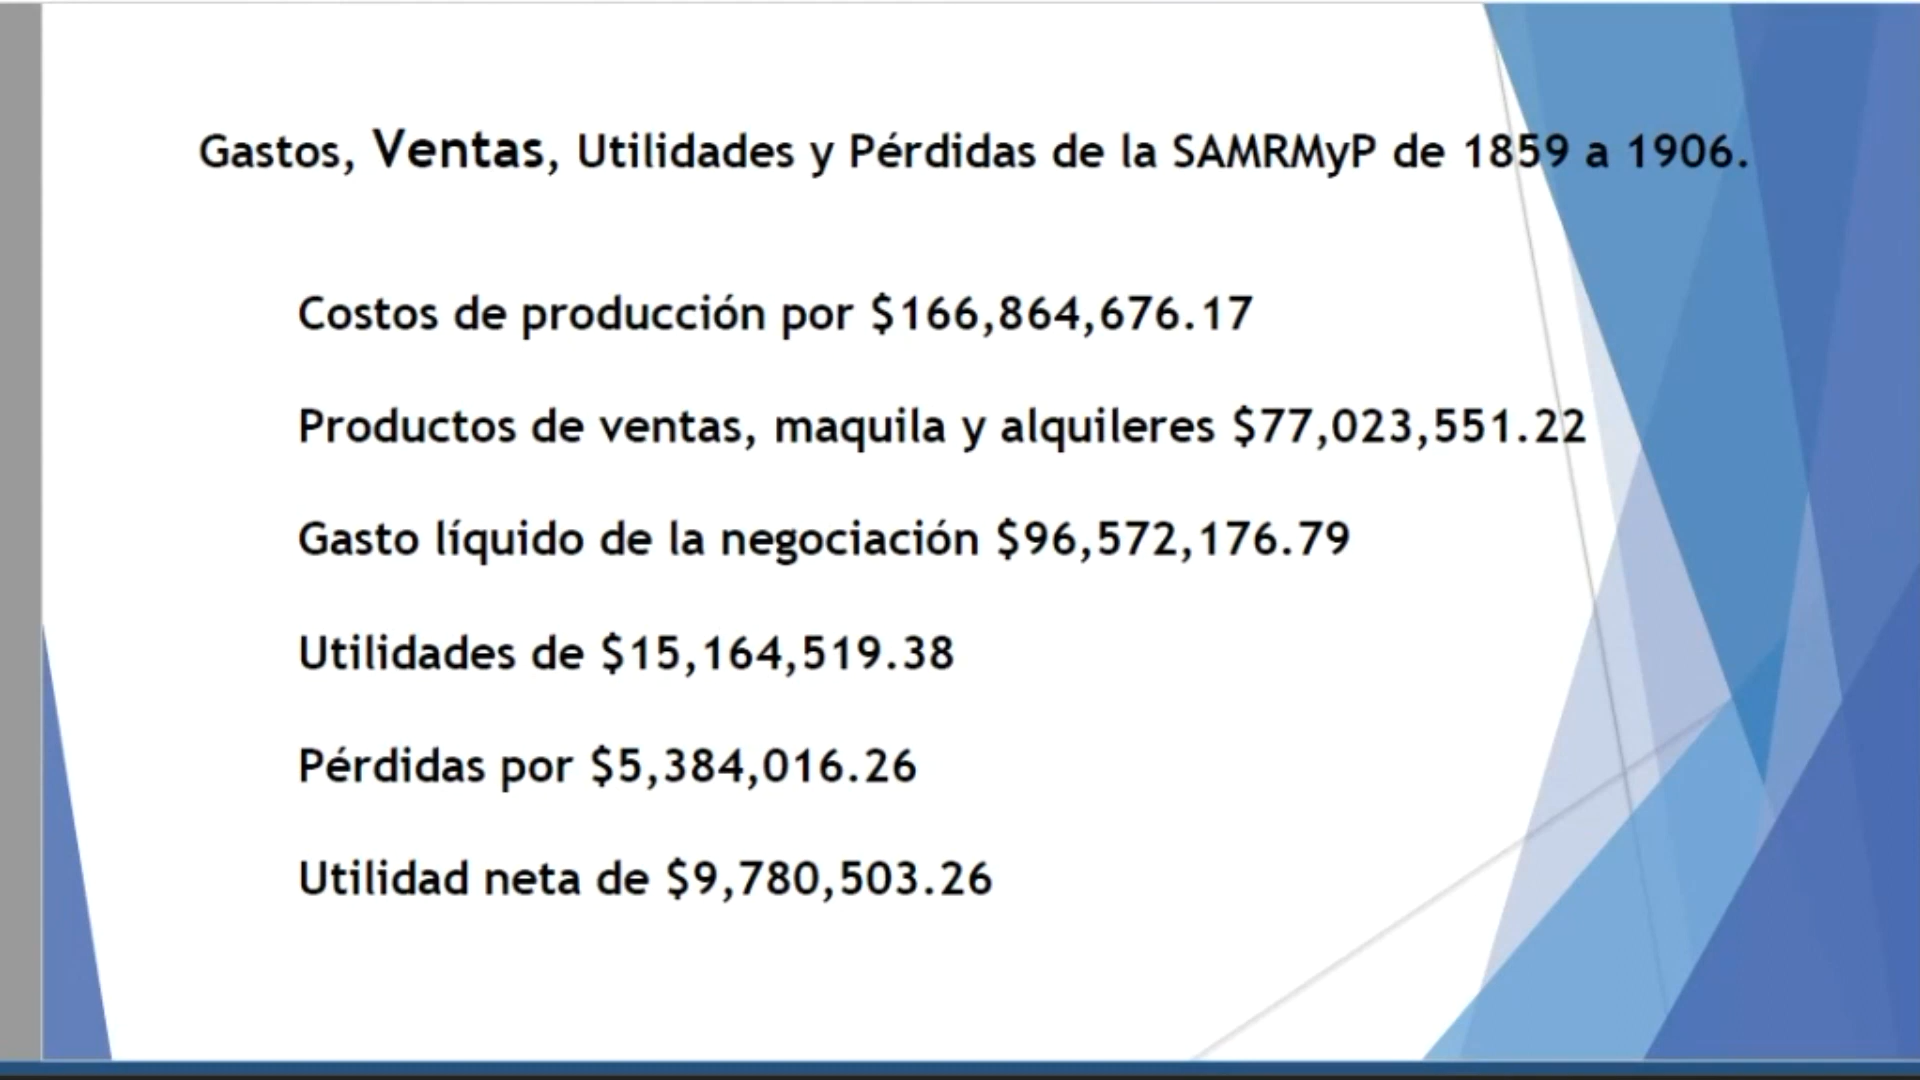 Gastos, Ventas, Utilidades y Pérdidas de la SAMRMyP de 1859 a 1906.
Costos de producción por $166,864,676.17
Productos de ventas, maquila y alquileres $77,023,551.22
Gasto líquido de la negociación $96,572,176.79
Utilidades de $15,164,519.38
Pérdidas por $5,384,016.26
Utilidad neta de $9,780,503.26